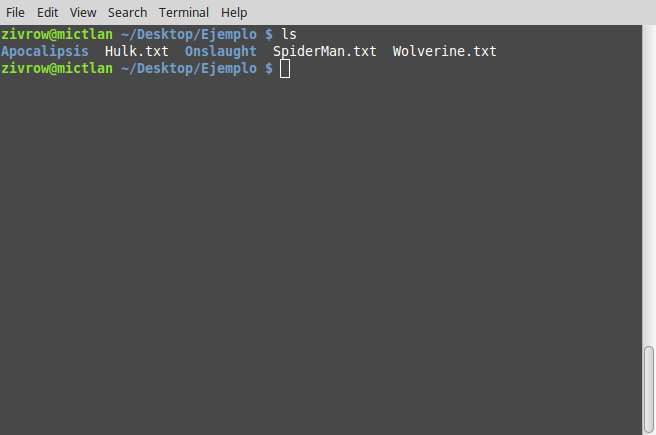 File Edit View Search Terminal Help
zivrow@mictlan ~/Desktop/Ejemplo $ ls
Apocalipsis Hulk.txt Onslaught SpiderMan.txt Wolverine.txt
zivrow@mictlan ~/Desktop/Ejemplo $